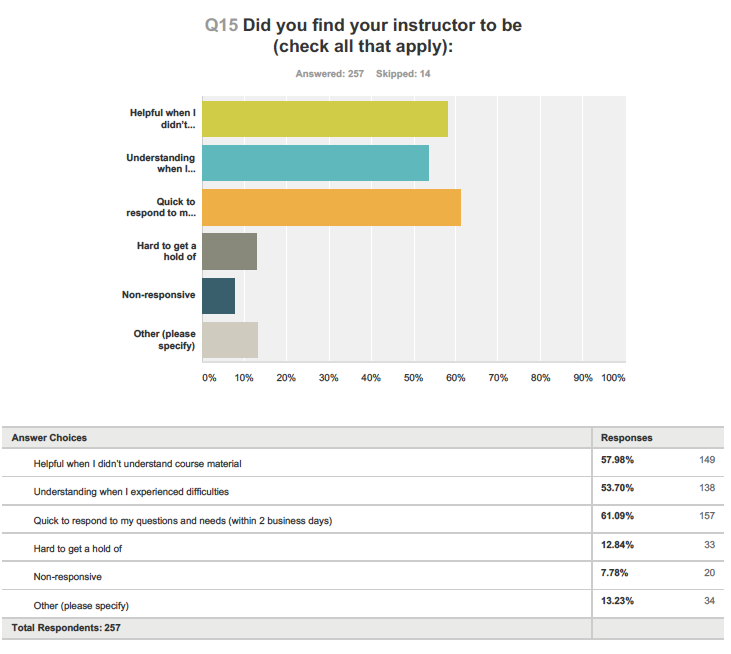 Q15 Did you find your instructor to be
(check all that apply):
Answered: 257 Skipped: 14
Helpful when I
didn't...
Understanding
when I...
Quick to
respond to m...
Hard to get a
hold of
Non-responsive
Other (please
specify)
0% 10% 20% 30% 40% 50% 60% 70% 80% 90% 100%
Answer Choices Responses
Helpful when I didn't understand course material 57.98% 149
Understanding when I experienced difficulties 53.70% 138
Quick to respond to my questions and needs (within 2 business days) 61.09% 157
Hard to get a hold of 12.84% 33
Non-responsive 7.78% 20
Other (please specify) 13.23% 34
Total Respondents: 257